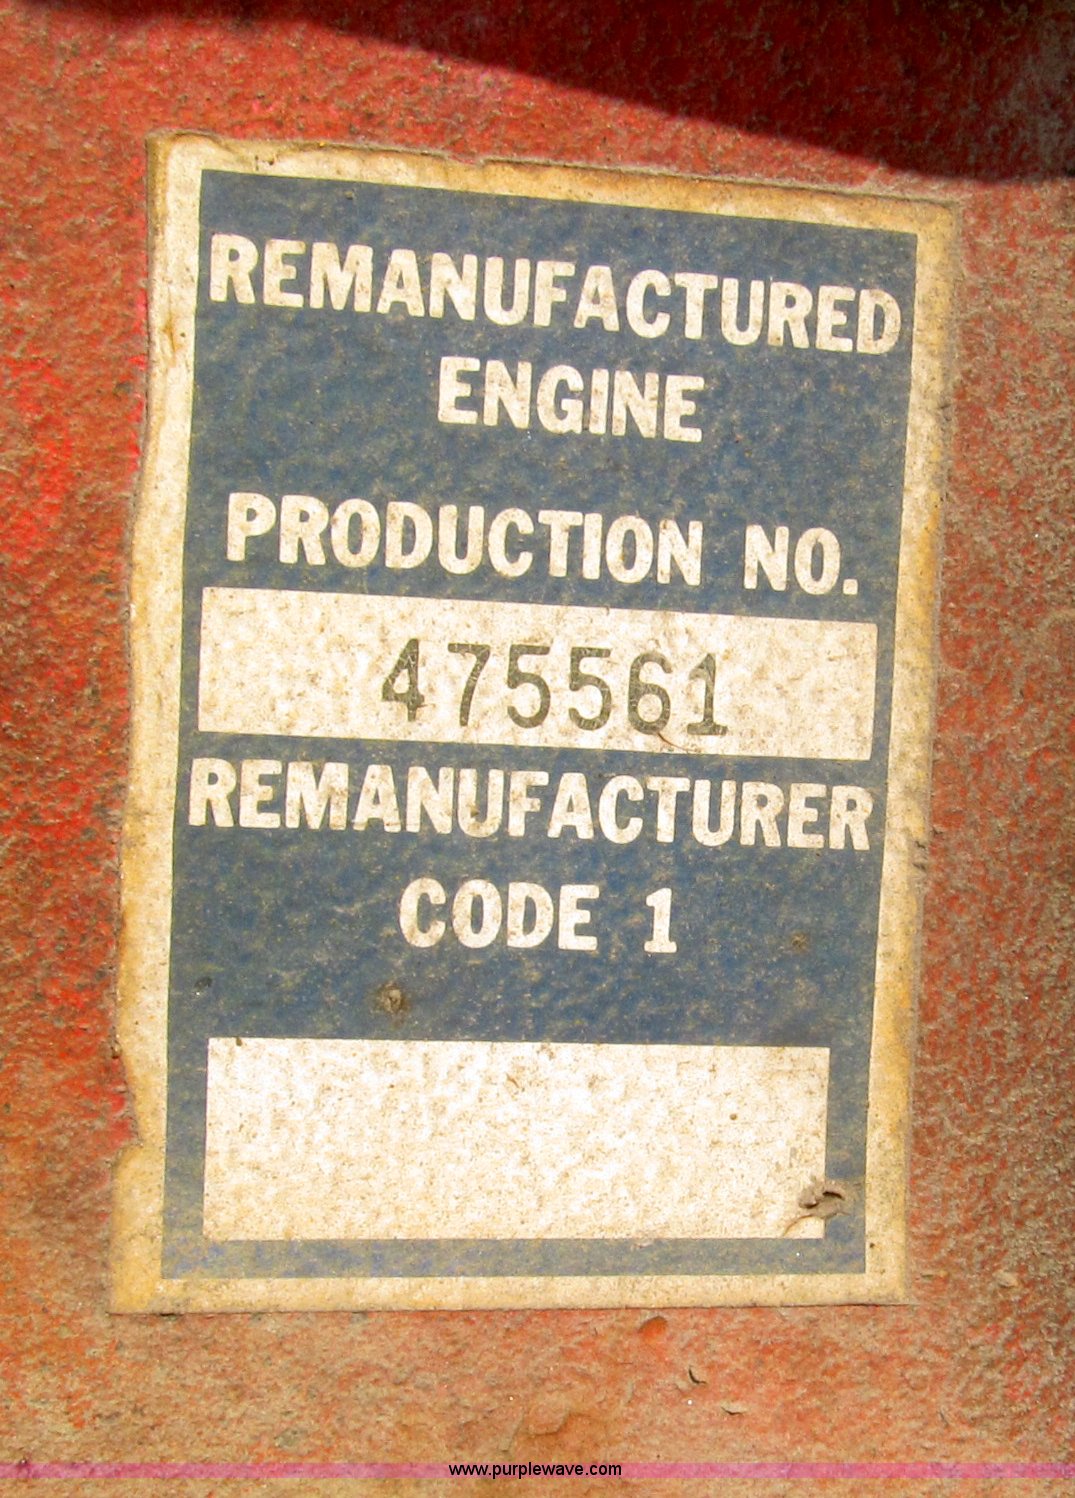 REMANUFACTURED
ENGINE
PRODUCTION NO.
475561
REMANUFACTURER
CODE 1
www.purplewave.com